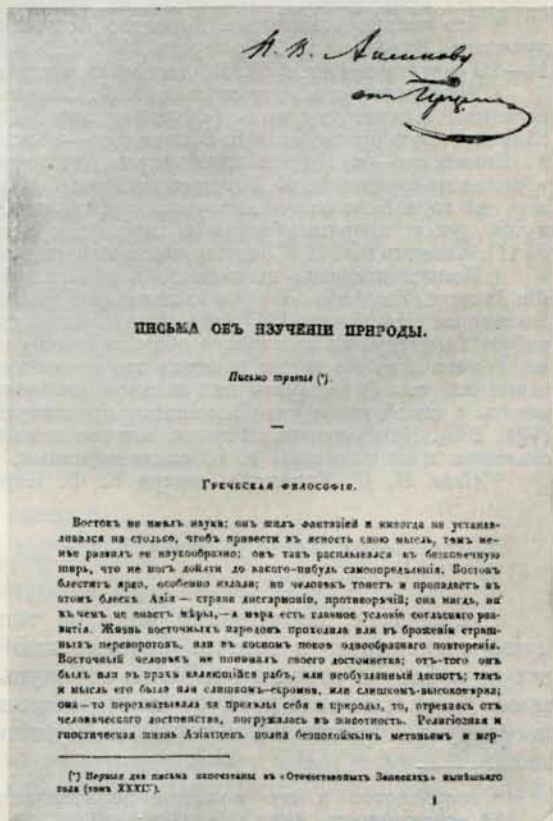 П. В. Анненкову
от Герцена
ПИСЬМА ОБЪ ИЗУЧЕНІИ ПРИРОДЫ.
Письмо третье (*).
Греческая философія.
Востокъ не имѣлъ науки; онъ жилъ фантазіей и никогда не устанав-
ливался на столько, чтобъ привести въ ясность свою мысль, тѣмъ ме-
нѣе развилъ ее наукообразно; онъ такъ расплывался въ безконечную
ширь, что не могъ дойти до какого-нибудь самоопредѣленія. Востокъ
блеститъ ярко, особенно издали; но человѣкъ тонетъ и пропадаетъ въ
этомъ блескѣ. Азія — страна дисгармоніи, противорѣчій; она нигдѣ, ни
въ чемъ не знаетъ мѣры, — а мѣра есть главное условіе согласнаго раз-
витія. Жизнь восточныхъ народовъ проходила или въ броженіи страш-
ныхъ переворотовъ, или въ косномъ покоѣ однообразнаго повторенія.
Восточный человѣкъ не понималъ своего достоинства; отъ-того онъ
былъ или въ прахѣ валяющійся рабъ, или необузданный деспотъ; такъ
и мысль его была или слишкомъ-скромна, или слишкомъ-высокомѣрна;
она — то перехватывала за предѣлы себя и природы, то, отрекаясь отъ
человѣческаго достоинства, погружалась въ животность. Религіозная и
гностическая жизнь Азіатцевъ полна безпокойнымъ метаньемъ и мер-
(*) Первыя два письма напечатаны въ «Отечественныхъ Запискахъ» нынѣшняго
года (томъ XXXIX).
1